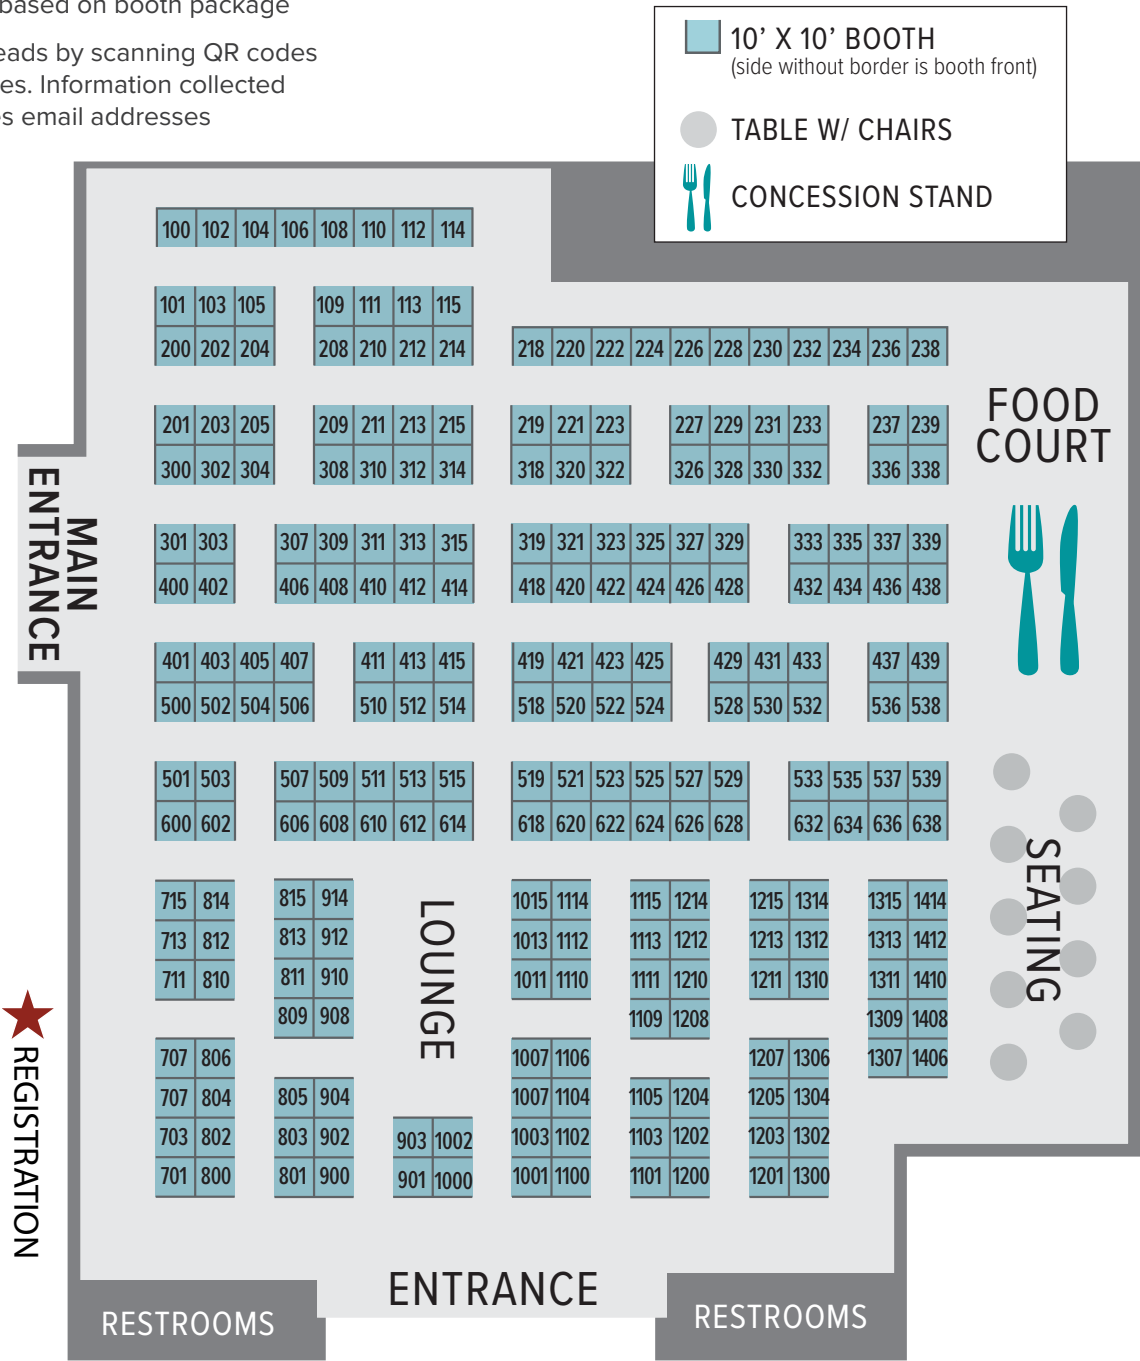 based on booth package
eads by scanning QR codes
es. Information collected
es email addresses
10’ X 10’ BOOTH
(side without border is booth front)
TABLE W/ CHAIRS
CONCESSION STAND
100 102 104 106 108 110 112 114
101 103 105 109 111 113 115
200 202 204 208 210 212 214
218 220 222 224 226 228 230 232 234 236 238
FOOD
COURT
201 203 205 209 211 213 215 219 221 223 227 229 231 233 237 239
300 302 304 308 310 312 314 318 320 322 326 328 330 332 336 338
MAIN
ENTRANCE
301 303 307 309 311 313 315 319 321 323 325 327 329 333 335 337 339
400 402 406 408 410 412 414 418 420 422 424 426 428 432 434 436 438
401 403 405 407 411 413 415 419 421 423 425 429 431 433 437 439
500 502 504 506 510 512 514 518 520 522 524 528 530 532 536 538
501 503 507 509 511 513 515 519 521 523 525 527 529 533 535 537 539
600 602 606 608 610 612 614 618 620 622 624 626 628 632 634 636 638
SEATING
LOUNGE
715 814 815 914 1015 1114 1115 1214 1215 1314 1315 1414
713 812 813 912 1013 1112 1113 1212 1213 1312 1313 1412
711 810 811 910 1011 1110 1111 1210 1211 1310 1311 1410
809 908 1109 1208 1309 1408
707 806 1007 1106 1207 1306 1307 1406
707 804 805 904 1007 1104 1105 1204 1205 1304
703 802 803 902 903 1002 1003 1102 1103 1202 1203 1302
701 800 801 900 901 1000 1001 1100 1101 1200 1201 1300
REGISTRATION
ENTRANCE
RESTROOMS
RESTROOMS